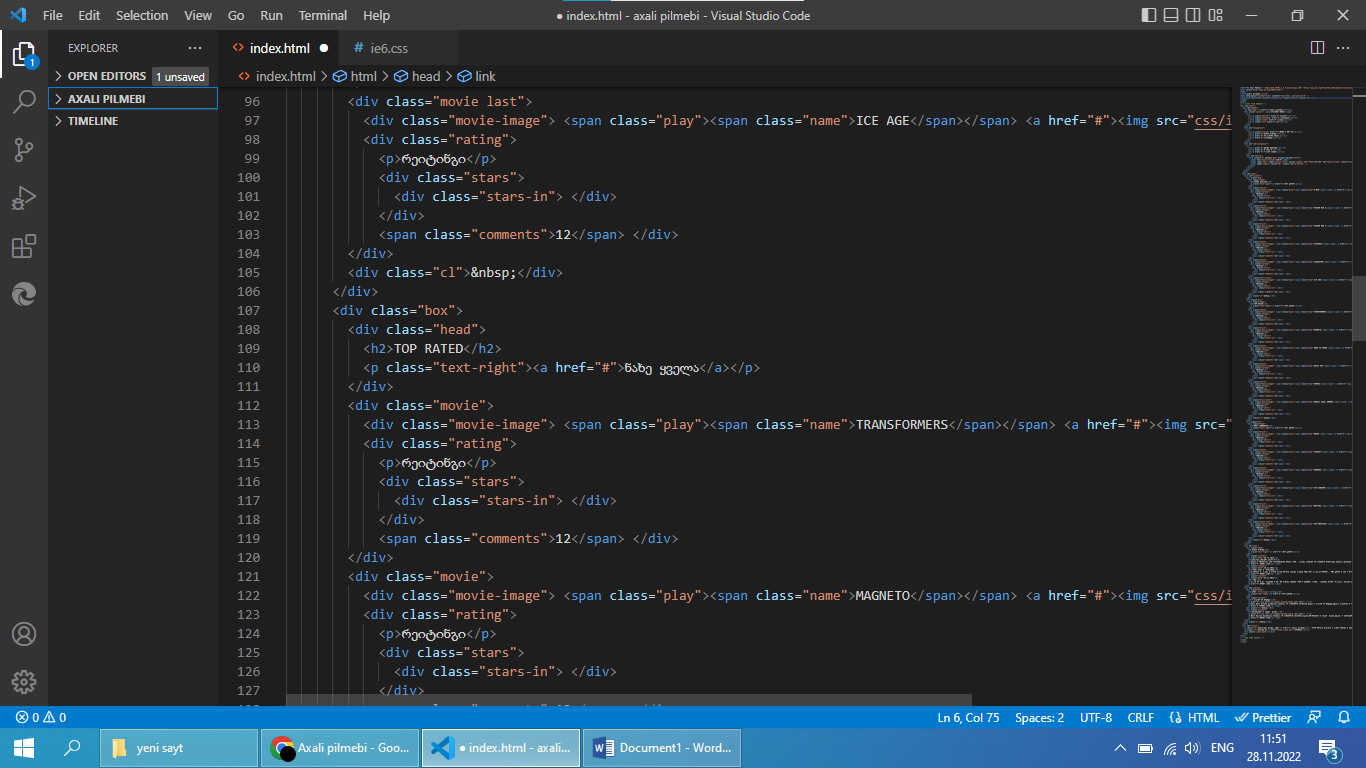 File Edit Selection View Go Run Terminal Help
● index.html - axali pilmebi - Visual Studio Code
EXPLORER ···
OPEN EDITORS 1 unsaved
AXALI PILMEBI
TIMELINE
1
index.html
# ie6.css
index.html > html > head > link
96 <div class="movie last">
97 <div class="movie-image"> <span class="play"><span class="name">ICE AGE</span></span> <a href="#"><img src="css/i
98 <div class="rating">
99 <p>რეიტინგი</p>
100 <div class="stars">
101 <div class="stars-in"> </div>
102 </div>
103 <span class="comments">12</span> </div>
104 </div>
105 <div class="cl">&nbsp;</div>
106 </div>
107 <div class="box">
108 <div class="head">
109 <h2>TOP RATED</h2>
110 <p class="text-right"><a href="#">ნახე ყველა</a></p>
111 </div>
112 <div class="movie">
113 <div class="movie-image"> <span class="play"><span class="name">TRANSFORMERS</span></span> <a href="#"><img src="
114 <div class="rating">
115 <p>რეიტინგი</p>
116 <div class="stars">
117 <div class="stars-in"> </div>
118 </div>
119 <span class="comments">12</span> </div>
120 </div>
121 <div class="movie">
122 <div class="movie-image"> <span class="play"><span class="name">MAGNETO</span></span> <a href="#"><img src="css/i
123 <div class="rating">
124 <p>რეიტინგი</p>
125 <div class="stars">
126 <div class="stars-in"> </div>
127 </div>
0 0 Ln 6, Col 75 Spaces: 2 UTF-8 CRLF HTML Prettier
yeni sayt
Axali pilmebi - Goo...
● index.html - axali...
Document1 - Word...
ENG
11:51
28.11.2022
3